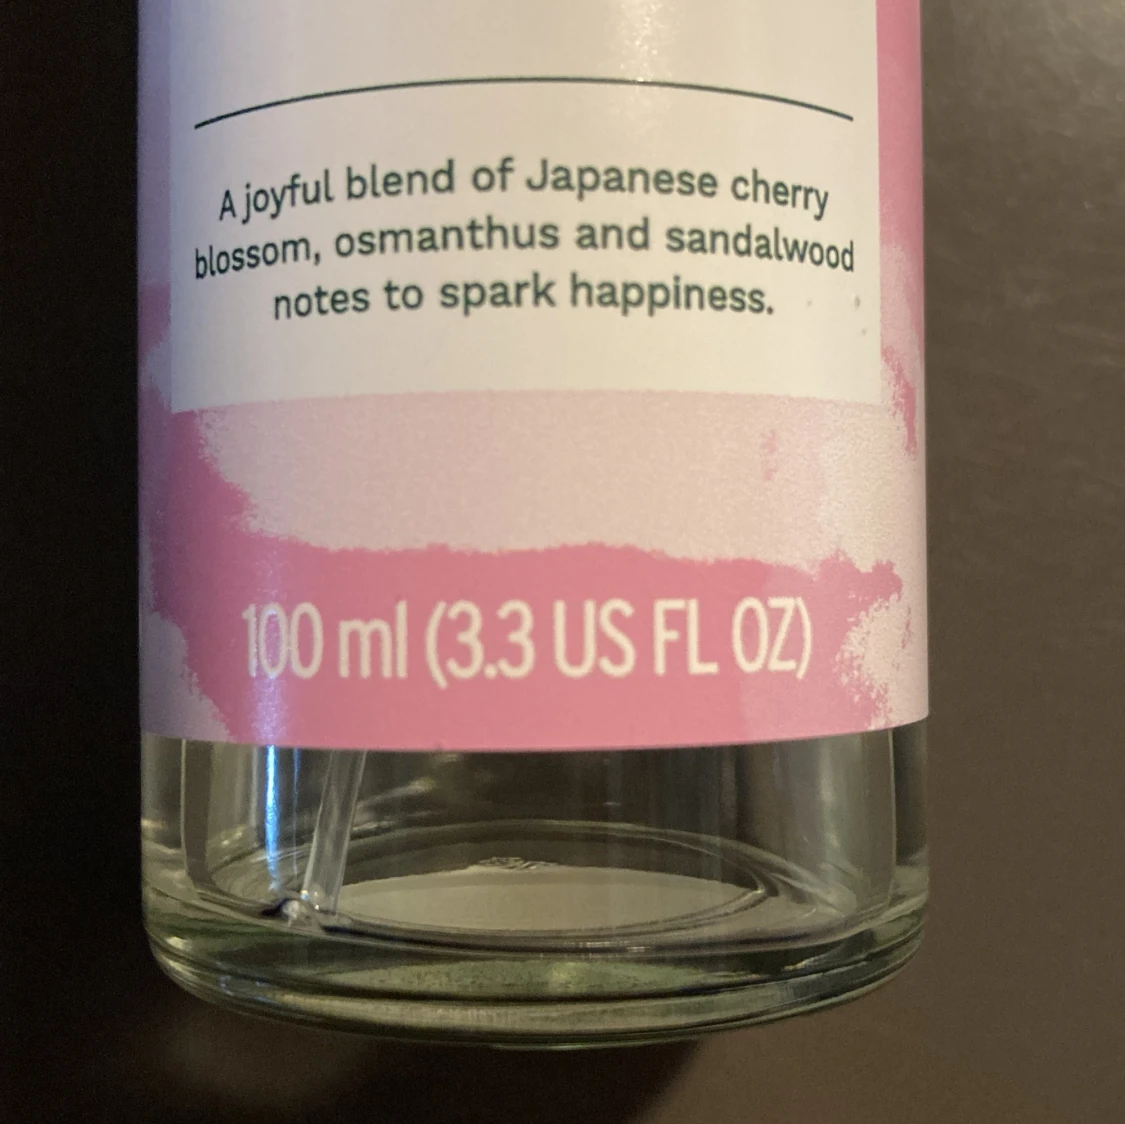 A joyful blend of Japanese cherry
blossom, osmanthus and sandalwood
notes to spark happiness.
100 ml (3.3 US FL OZ)